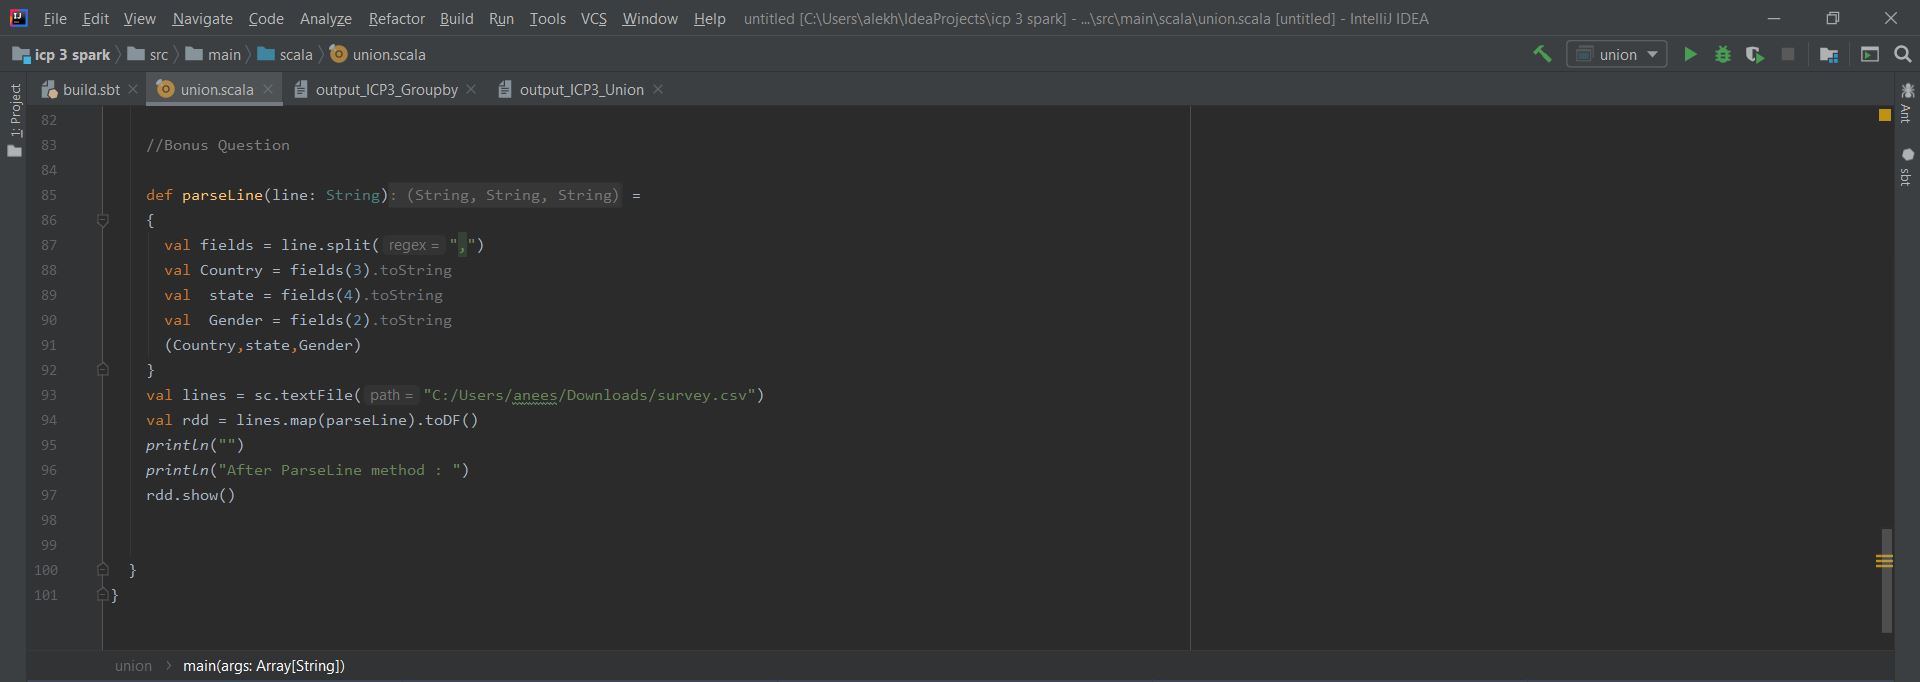 File Edit View Navigate Code Analyze Refactor Build Run Tools VCS Window Help untitled [C:\Users\alekh\IdeaProjects\icp 3 spark] - ...\src\main\scala\union.scala [untitled] - IntelliJ IDEA
icp 3 spark src main scala union.scala union
build.sbt union.scala output_ICP3_Groupby output_ICP3_Union
1: Project
Ant
sbt
82
83 //Bonus Question
84
85 def parseLine(line: String): (String, String, String) =
86 {
87 val fields = line.split( regex = ",")
88 val Country = fields(3).toString
89 val  state = fields(4).toString
90 val  Gender = fields(2).toString
91 (Country,state,Gender)
92 }
93 val lines = sc.textFile( path = "C:/Users/anees/Downloads/survey.csv")
94 val rdd = lines.map(parseLine).toDF()
95 println("")
96 println("After ParseLine method : ")
97 rdd.show()
98
99
100 }
101 }
union > main(args: Array[String])